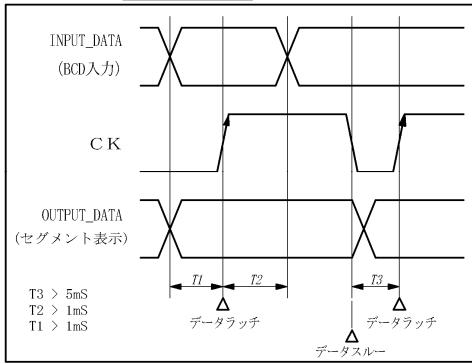 INPUT_DATA
(BCD入力)
CK
OUTPUT_DATA
(セグメント表示)
T1
T2
T3
T3 > 5mS
T2 > 1mS
T1 > 1mS
データラッチ
データラッチ
データスルー